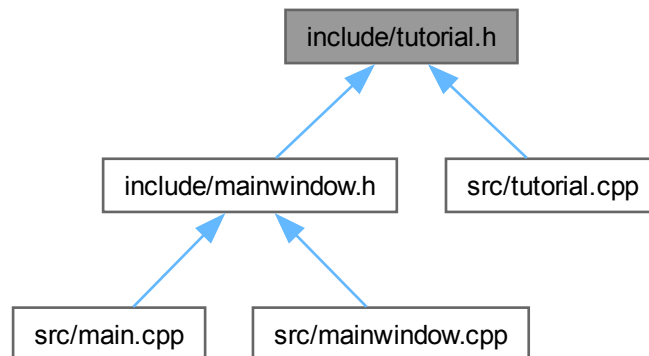 include/tutorial.h
include/mainwindow.h
src/tutorial.cpp
src/main.cpp
src/mainwindow.cpp